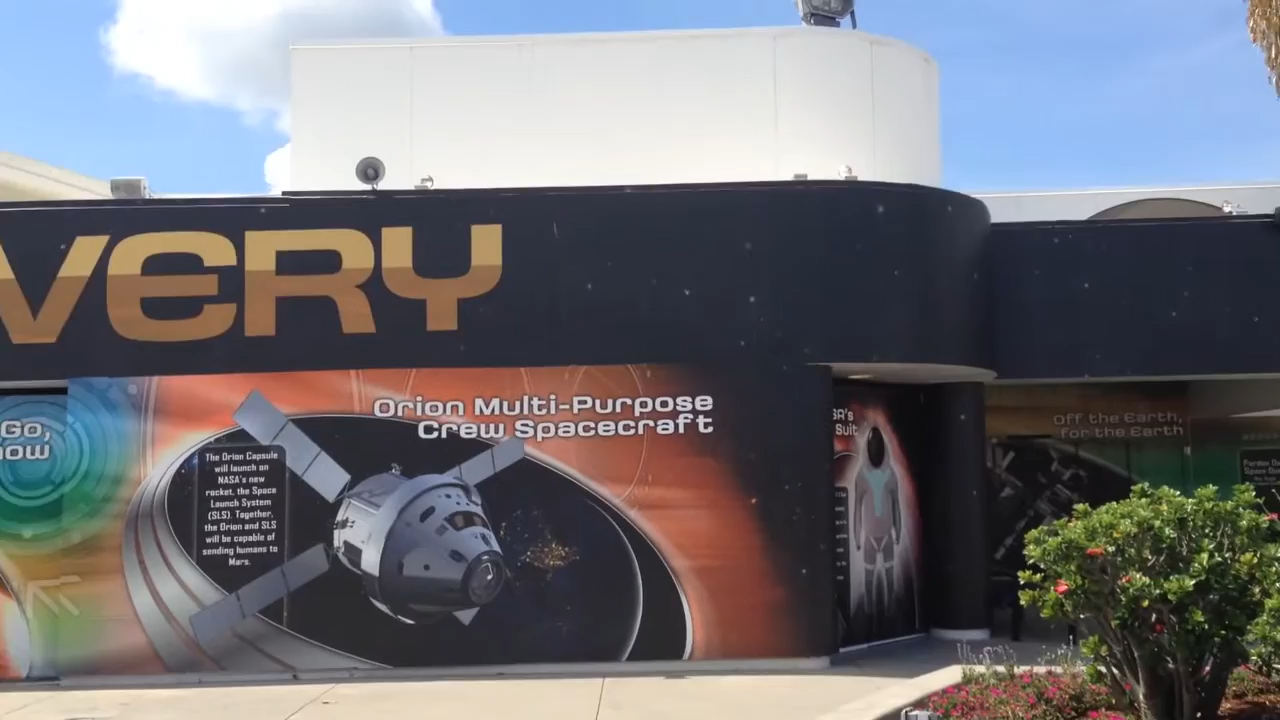 VERY
Go,
now
Orion Multi-Purpose
Crew Spacecraft
The Orion Capsule
will launch on
NASA's new
rocket, the Space
Launch System
(SLS). Together,
the Orion and SLS
will be capable of
sending humans to
Mars.
SA's
Suit
Off the Earth,
for the Earth